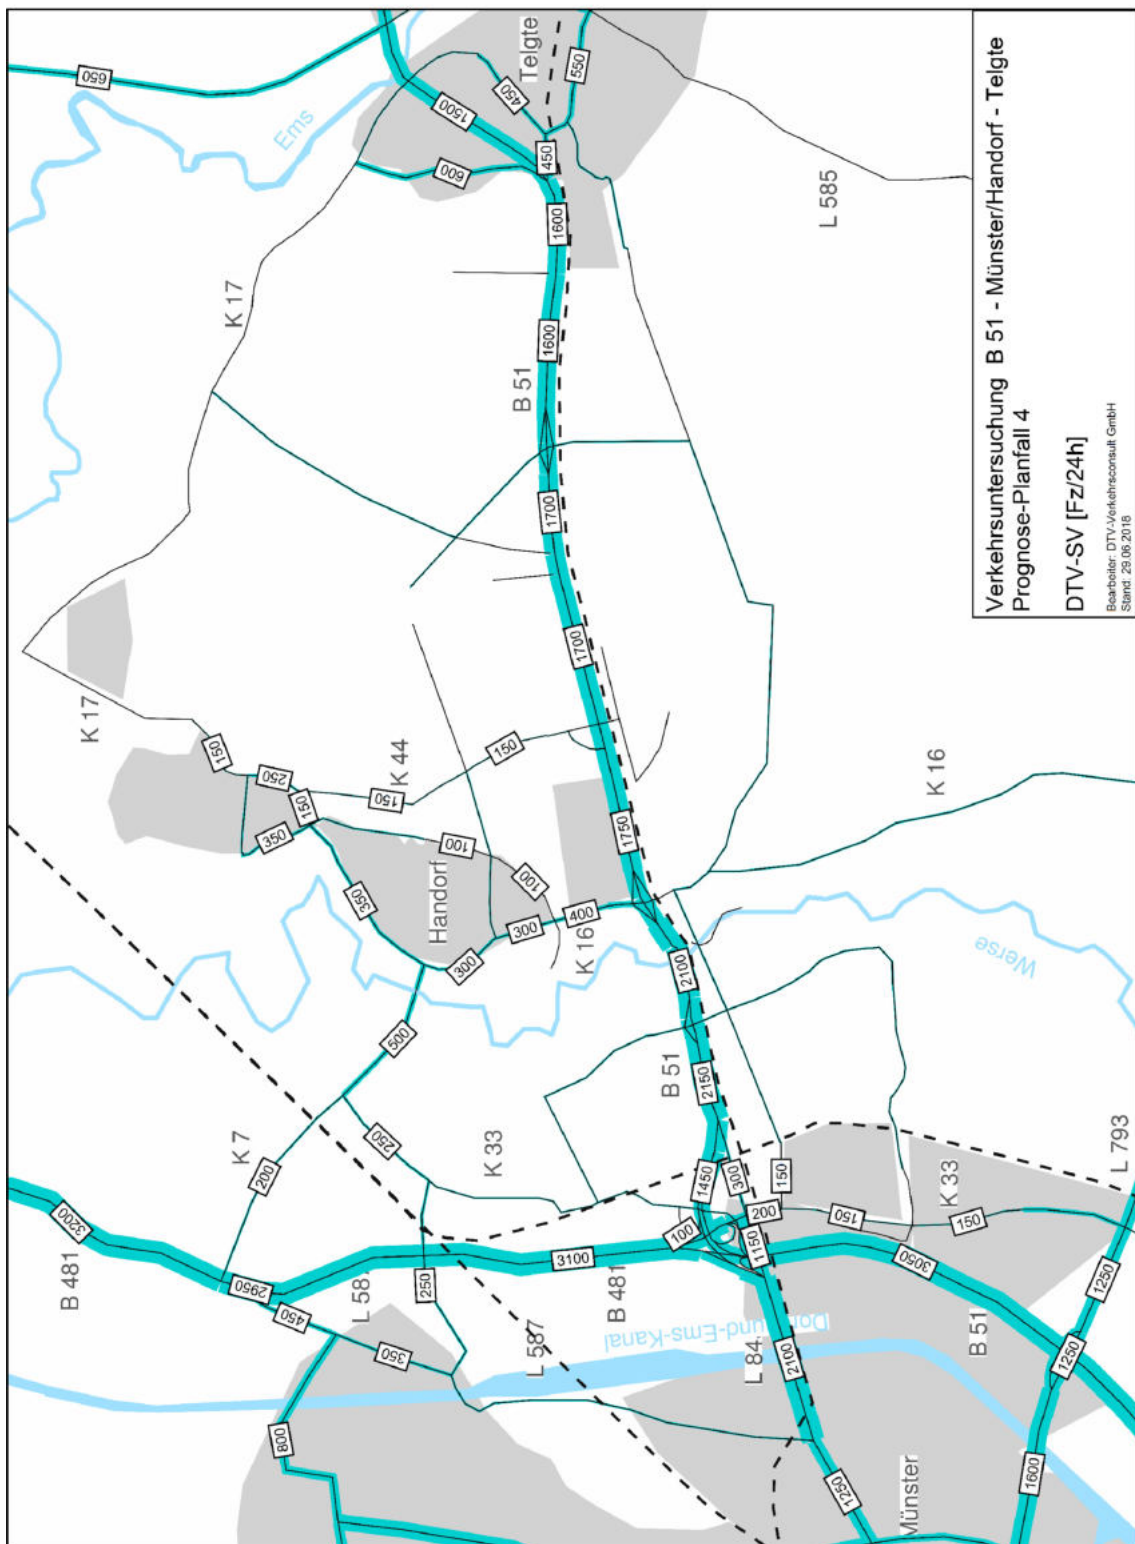 650
Ems
1500
450
Telgte
550
450
600
1600
L 585
K 17
1600
B 51
1700
1700
K 17
150
250
150
K 44
150
150
350
100
1750
K 16
350
Handorf
100
300
400
K 16
300
2100
Werse
500
B 51
2150
K 7
250
K 33
200
1450
300
150
L 793
K 33
3200
100
200
150
150
B 481
2950
3100
1150
3050
1250
450
L 58
250
B 481
350
L 587
Dortmund-Ems-Kanal
L 84
2100
B 51
1250
800
1250
1600
Münster
Verkehrsuntersuchung B 51 - Münster/Handorf - Telgte
Prognose-Planfall 4
DTV-SV [Fz/24h]
Bearbeiter: DTV-Verkehrsconsult GmbH
Stand: 29.06.2018